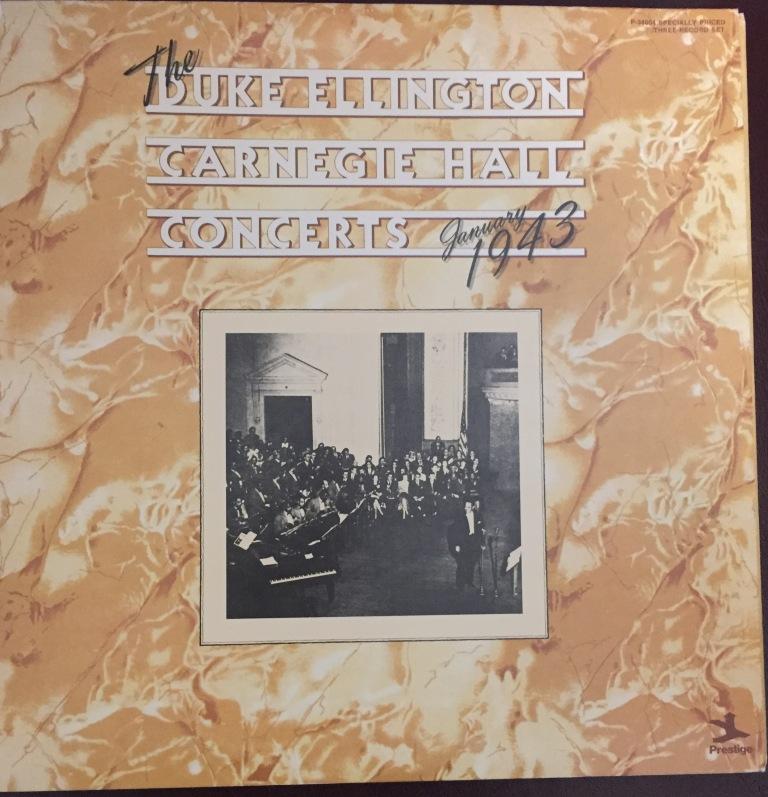 P-34004 SPECIALLY PRICED
THREE-RECORD SET
The
DUKE ELLINGTON
CARNEGIE HALL
CONCERTS January
1943
Prestige